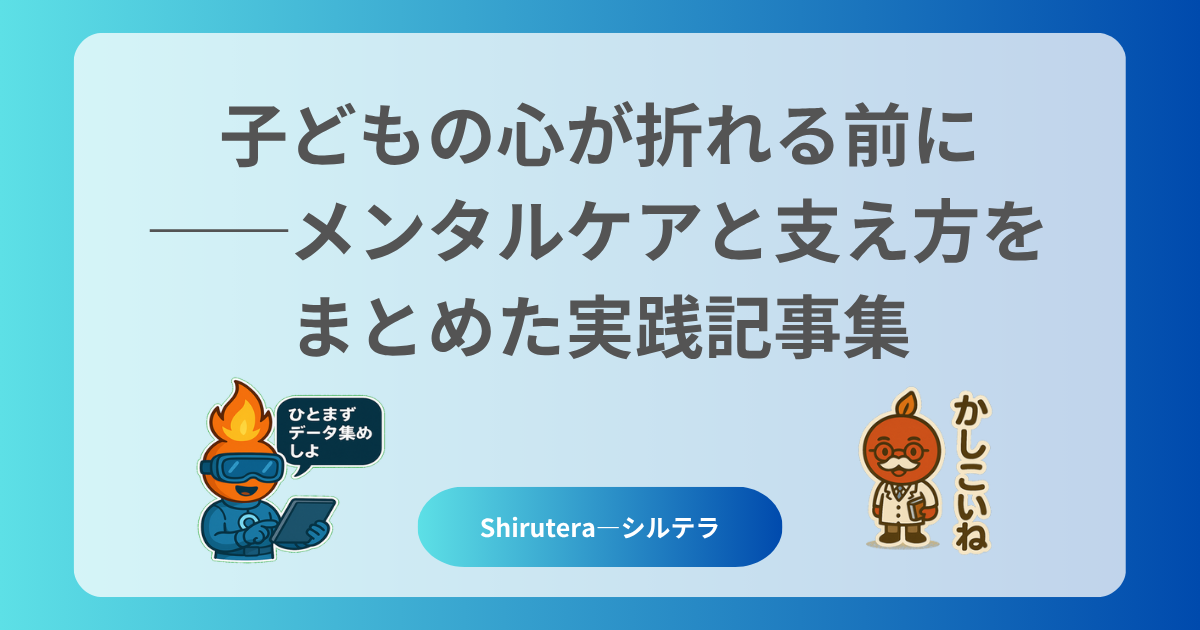 子どもの心が折れる前に
――メンタルケアと支え方を
まとめた実践記事集
ひとまず
データ集め
しよ
かしこいね
Shirutera―シルテラ